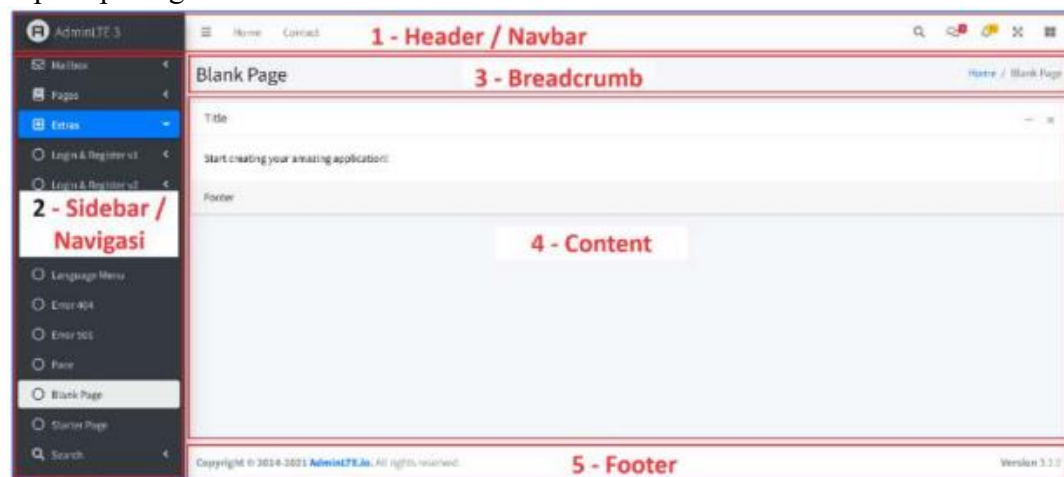 AdminLTE 3
Home Contact
1 - Header / Navbar
Mailbox
Pages
Extras
Login & Register v1
Login & Register v2
2 - Sidebar /
Navigasi
Language Menu
Error 404
Error 505
Pace
Blank Page
Starter Page
Search
Blank Page
3 - Breadcrumb
Home / Blank Page
Title
Start creating your amazing application!
Footer
4 - Content
Copyright © 2014-2021 AdminLTE.io. All rights reserved.
5 - Footer
Version